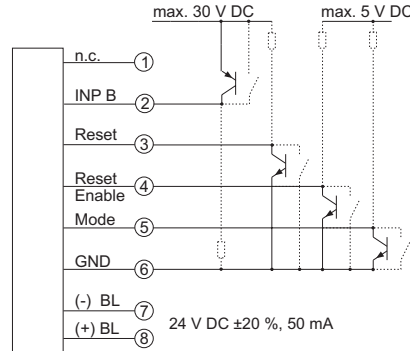 max. 30 V DC max. 5 V DC
n.c. 1
INP B 2
Reset 3
Reset Enable 4
Mode 5
GND 6
(-) BL 7
24 V DC ±20 %, 50 mA
(+) BL 8